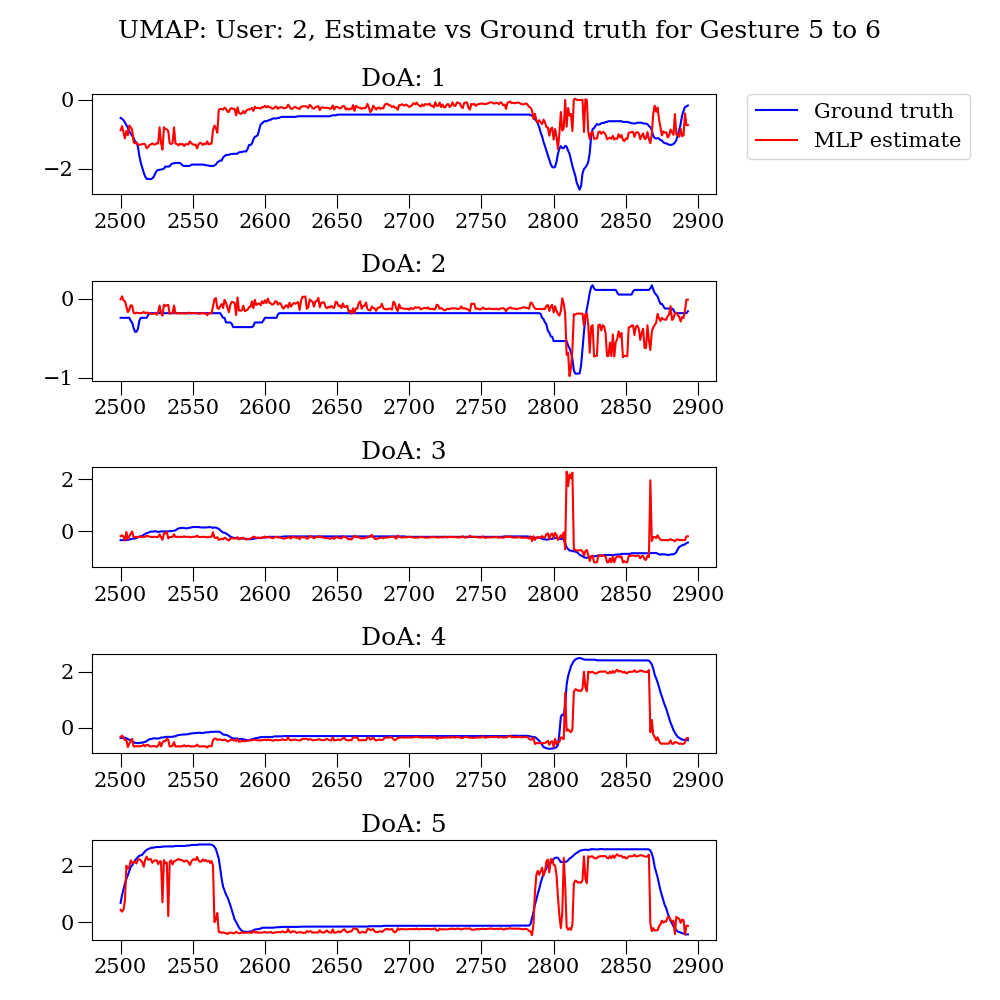 UMAP: User: 2, Estimate vs Ground truth for Gesture 5 to 6
DoA: 1
Ground truth
MLP estimate
0
−2
2500 2550 2600 2650 2700 2750 2800 2850 2900
DoA: 2
0
−1
2500 2550 2600 2650 2700 2750 2800 2850 2900
DoA: 3
2
0
2500 2550 2600 2650 2700 2750 2800 2850 2900
DoA: 4
2
0
2500 2550 2600 2650 2700 2750 2800 2850 2900
DoA: 5
2
0
2500 2550 2600 2650 2700 2750 2800 2850 2900